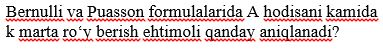 Bernulli va Puasson formulalarida A hodisani kamida
k marta ro‘y berish ehtimoli qanday aniqlanadi?